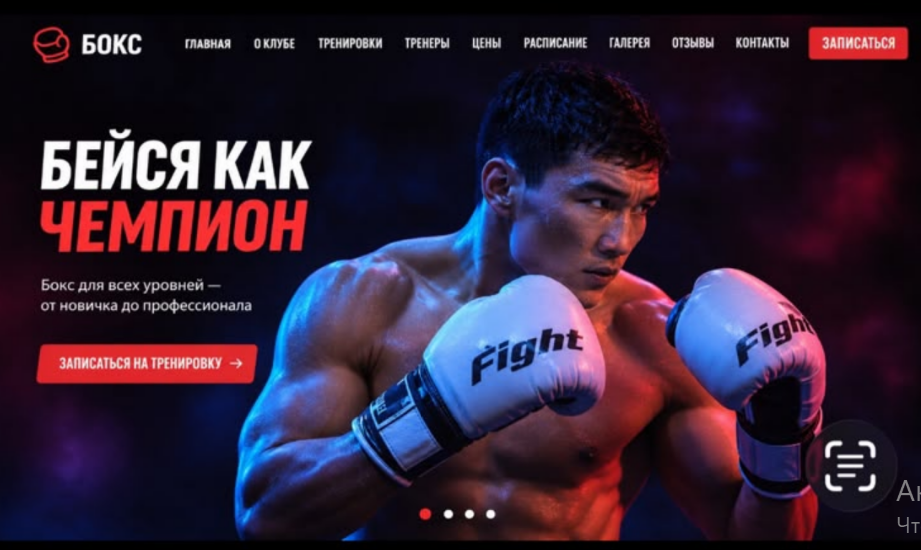 БОКС
ГЛАВНАЯ О КЛУБЕ ТРЕНИРОВКИ ТРЕНЕРЫ ЦЕНЫ РАСПИСАНИЕ ГАЛЕРЕЯ ОТЗЫВЫ КОНТАКТЫ ЗАПИСАТЬСЯ
БЕЙСЯ КАК
ЧЕМПИОН
Бокс для всех уровней —
от новичка до профессионала
ЗАПИСАТЬСЯ НА ТРЕНИРОВКУ →
Fight
Fight